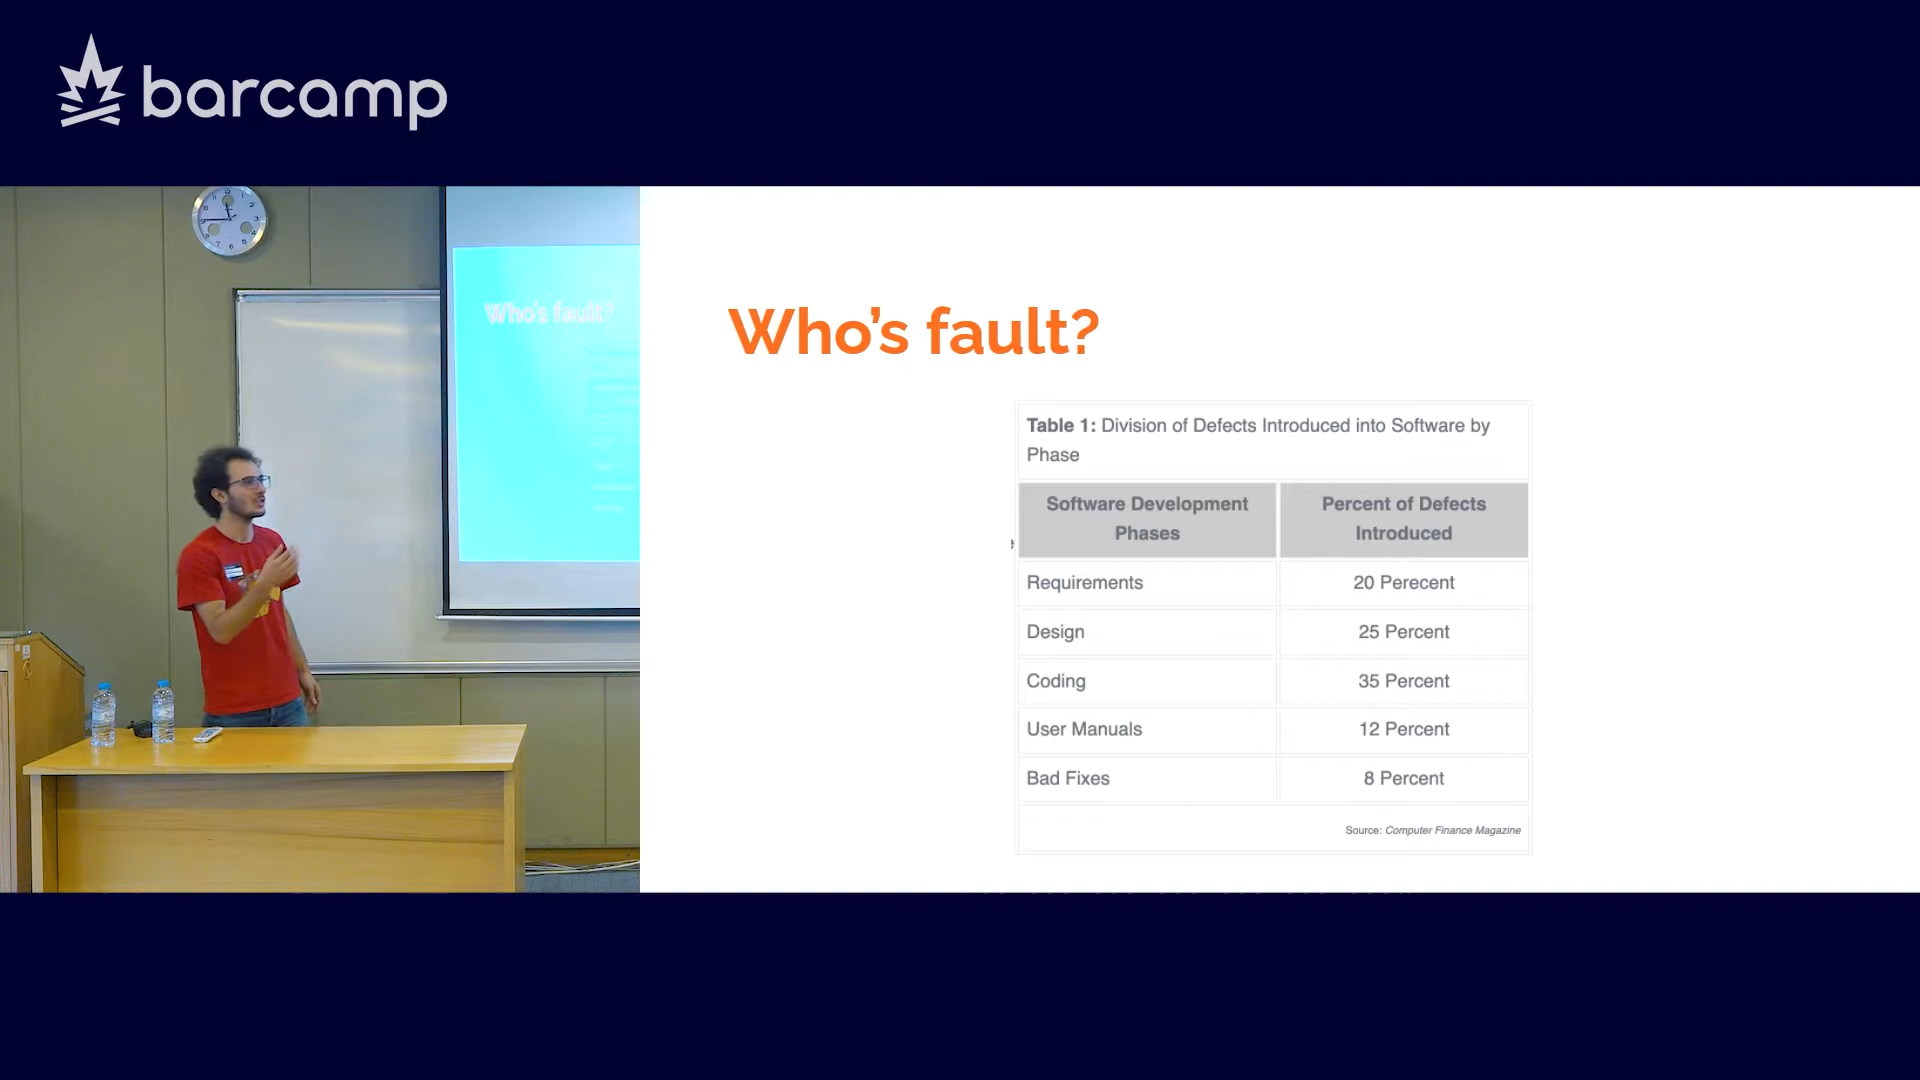 barcamp
Who's fault?
Who’s fault?
Table 1: Division of Defects Introduced into Software by
Phase
Software Development
Phases
Percent of Defects
Introduced
Requirements
20 Perecent
Design
25 Percent
Coding
35 Percent
User Manuals
12 Percent
Bad Fixes
8 Percent
Source: Computer Finance Magazine